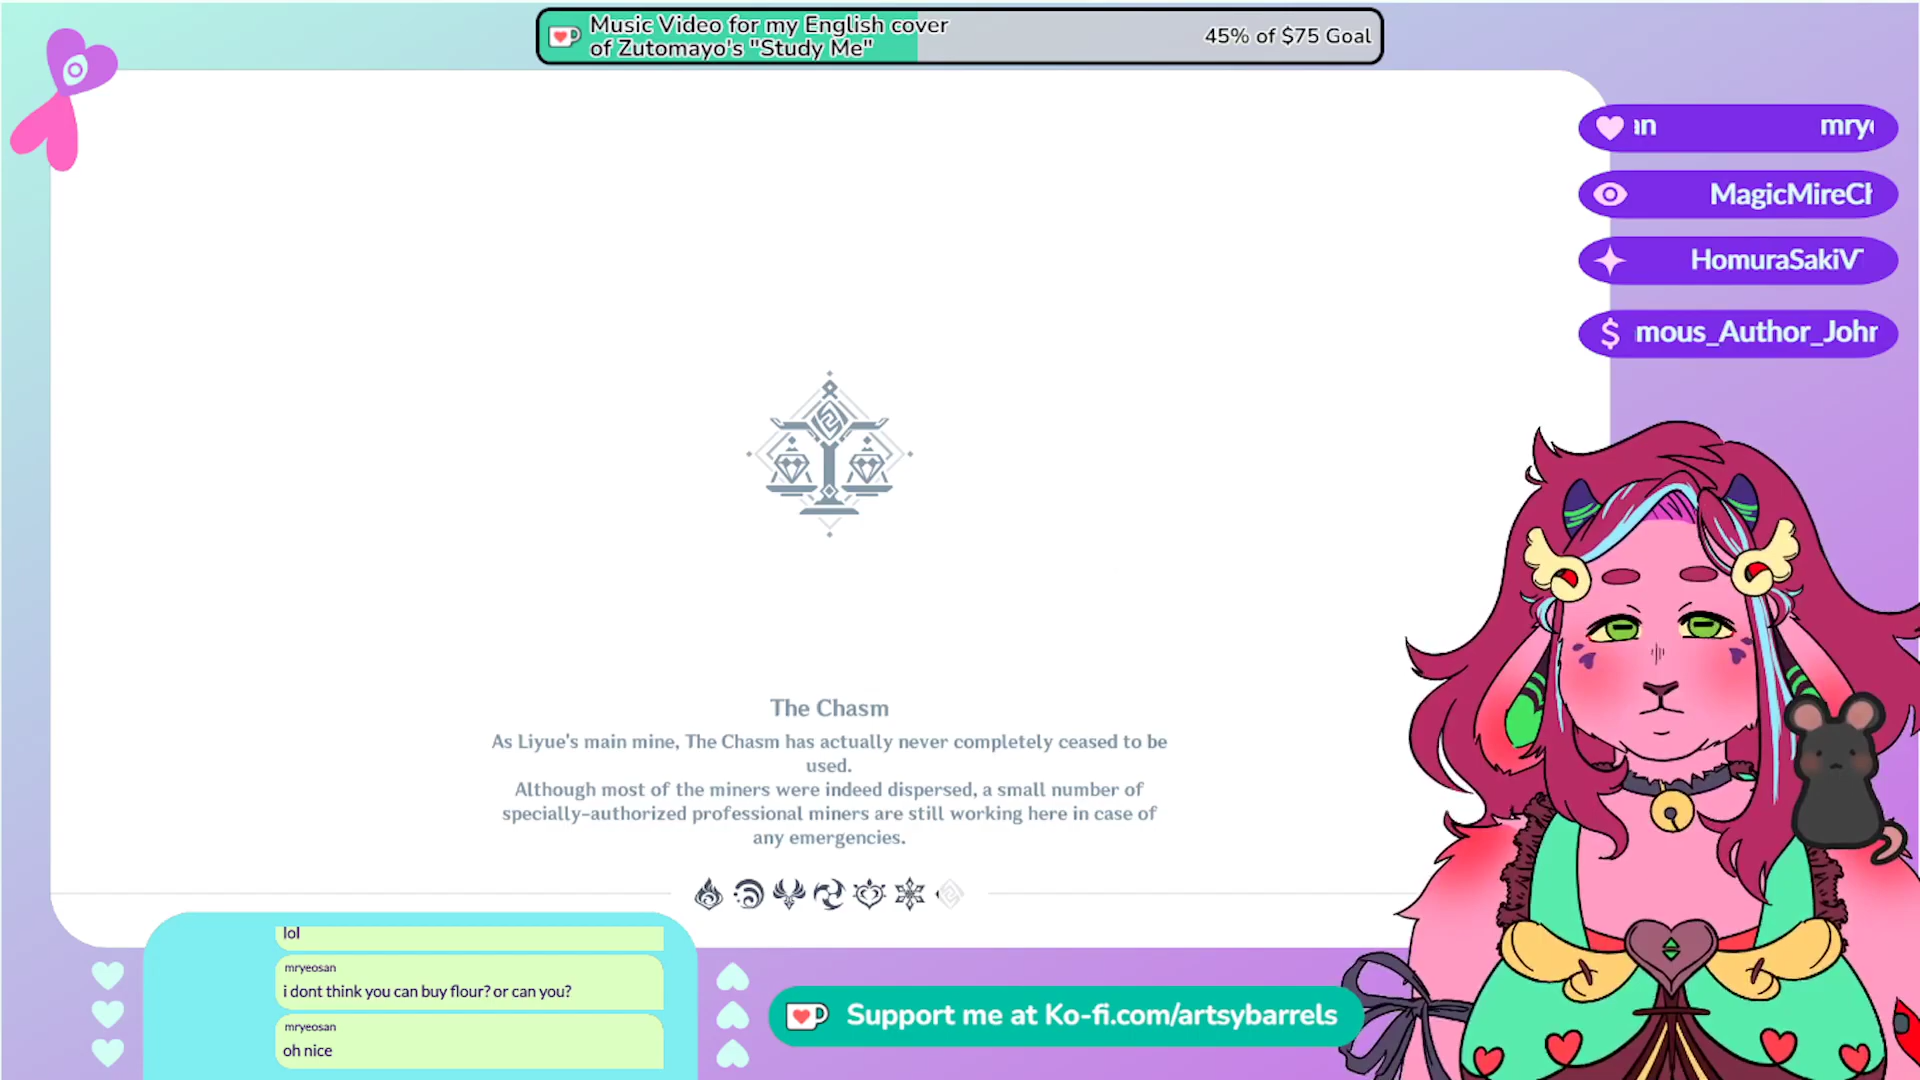 Music Video for my English cover
of Zutomayo's "Study Me"
45% of $75 Goal
an mrye
MagicMireCh
HomuraSakiV
mous_Author_John
The Chasm
As Liyue's main mine, The Chasm has actually never completely ceased to be
used.
Although most of the miners were indeed dispersed, a small number of
specially-authorized professional miners are still working here in case of
any emergencies.
lol
mryeosan
i dont think you can buy flour? or can you?
mryeosan
oh nice
Support me at Ko-fi.com/artsybarrels